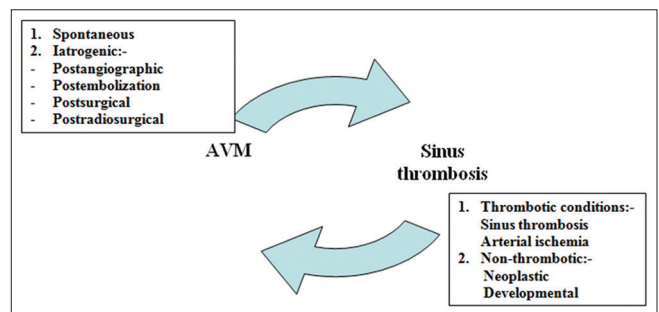 1. Spontaneous
2. Iatrogenic:-
- Postangiographic
- Postembolization
- Postsurgical
- Postradiosurgical
AVM
Sinus
thrombosis
1. Thrombotic conditions:-
Sinus thrombosis
Arterial ischemia
2. Non-thrombotic:-
Neoplastic
Developmental